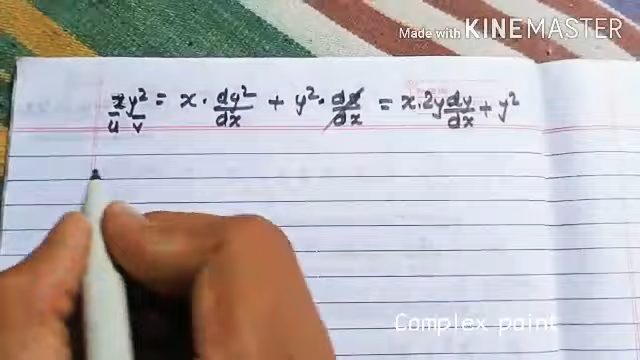 Made with KINEMASTER
xy² = x · dy²/dx + y² · dx/dx = x.2y dy/dx + y²
u v
Complex point